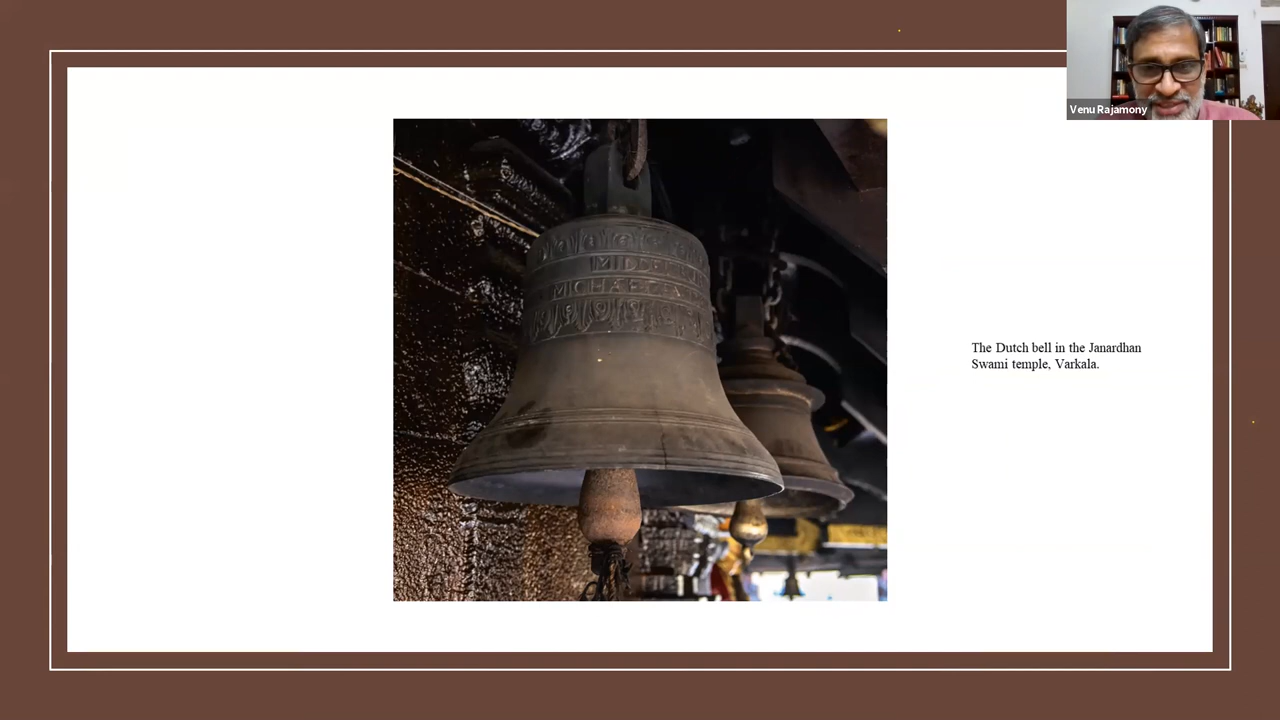 Venu Rajamony
The Dutch bell in the Janardhan
Swami temple, Varkala.